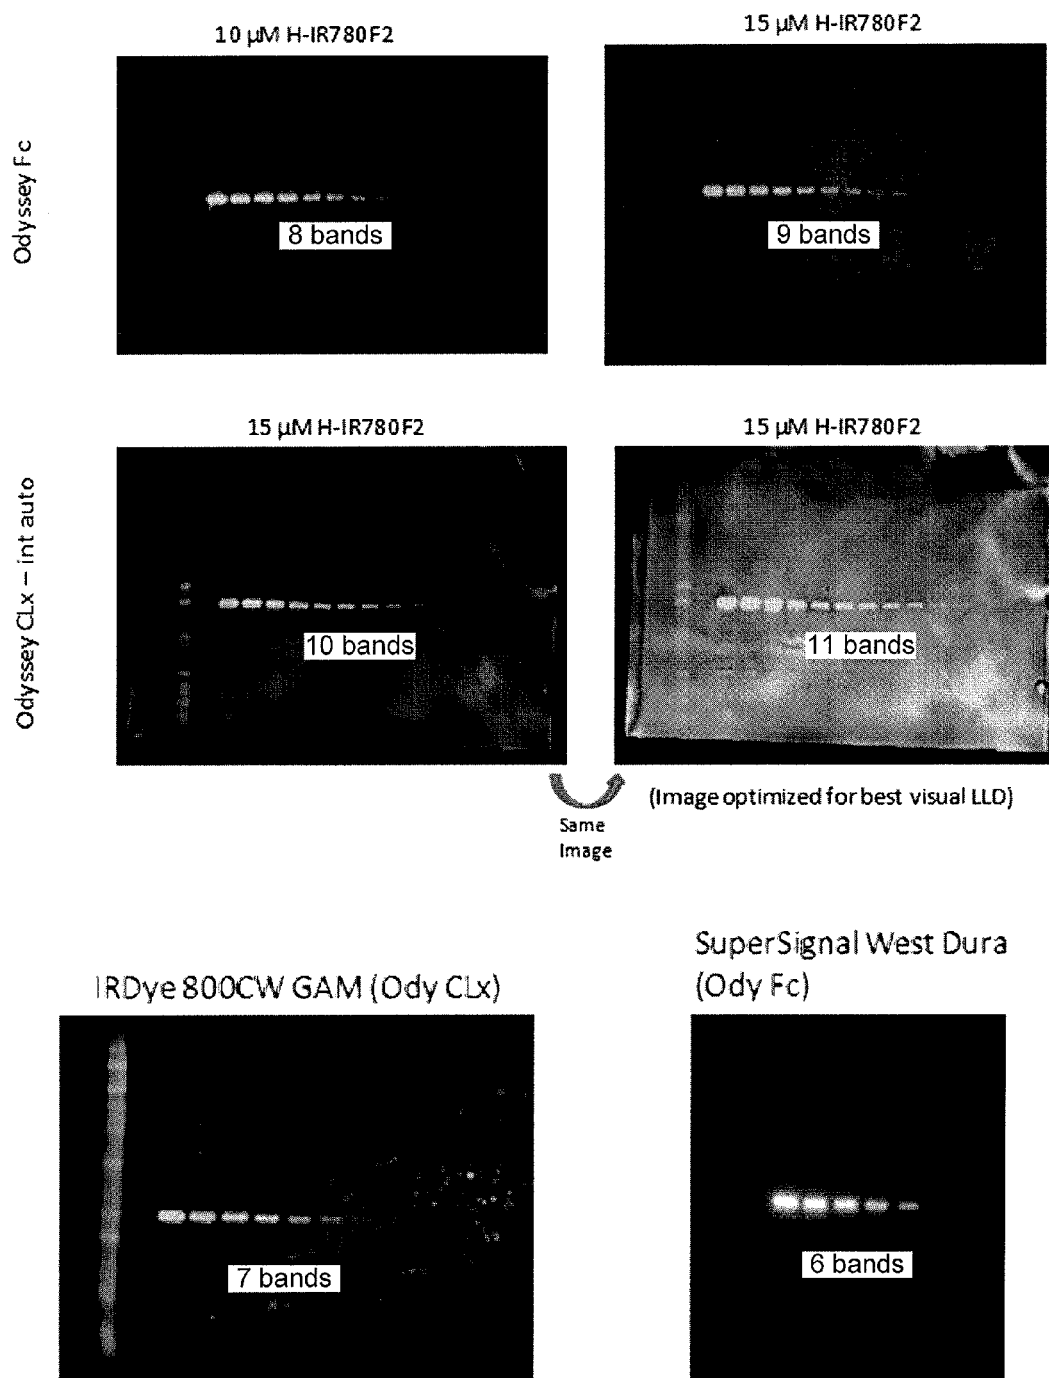 10 µM H-IR780F2
15 µM H-IR780F2
Odyssey Fc
8 bands
9 bands
15 µM H-IR780F2
15 µM H-IR780F2
Odyssey CLx – int auto
10 bands
11 bands
Same
Image
(Image optimized for best visual LLD)
IRDye 800CW GAM (Ody CLx)
SuperSignal West Dura
(Ody Fc)
7 bands
6 bands